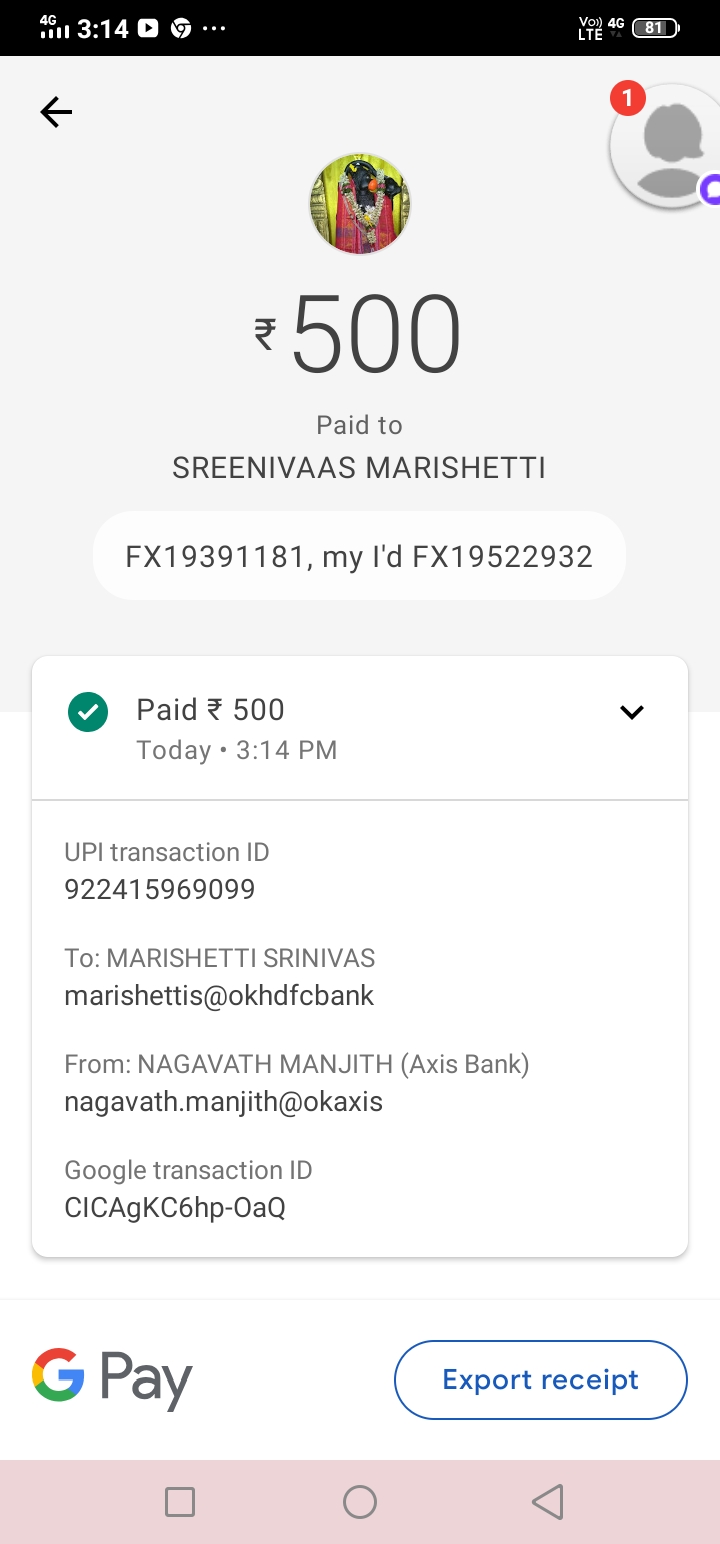 4G 3:14 Vo)) LTE 4G 81
1
₹500
Paid to
SREENIVAAS MARISHETTI
FX19391181, my I'd FX19522932
Paid ₹ 500
Today • 3:14 PM
UPI transaction ID
922415969099
To: MARISHETTI SRINIVAS
marishettis@okhdfcbank
From: NAGAVATH MANJITH (Axis Bank)
nagavath.manjith@okaxis
Google transaction ID
CICAgKC6hp-OaQ
G Pay
Export receipt